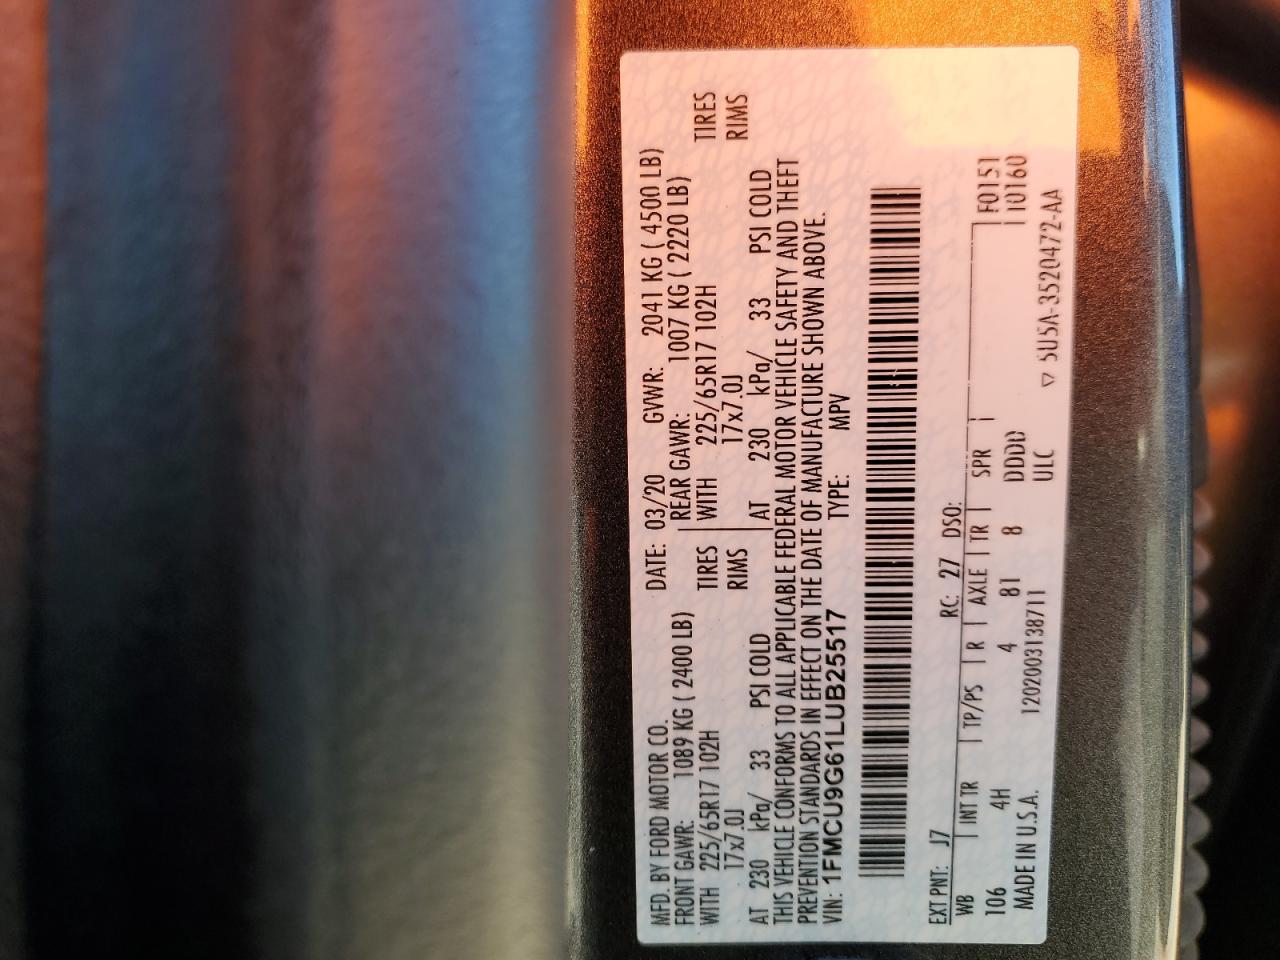 MFD. BY FORD MOTOR CO. DATE: 03/20 GVWR: 2041 KG ( 4500 LB)
FRONT GAWR: 1089 KG ( 2400 LB) REAR GAWR: 1007 KG ( 2220 LB)
WITH 225/65R17 102H TIRES WITH 225/65R17 102H TIRES
17x7.0J RIMS 17x7.0J RIMS
AT 230 kPa/ 33 PSI COLD AT 230 kPa/ 33 PSI COLD
THIS VEHICLE CONFORMS TO ALL APPLICABLE FEDERAL MOTOR VEHICLE SAFETY AND THEFT
PREVENTION STANDARDS IN EFFECT ON THE DATE OF MANUFACTURE SHOWN ABOVE.
VIN: 1FMCU9G61LUB25517 TYPE: MPV
EXT PNT: J7 RC: 27 DSO:
WB INT TR TP/PS R AXLE TR SPR F0151
106 4H 4 81 8 DDDD 10160
MADE IN U.S.A. 1202003138711 ULC
▽ 5U5A-3520472-AA